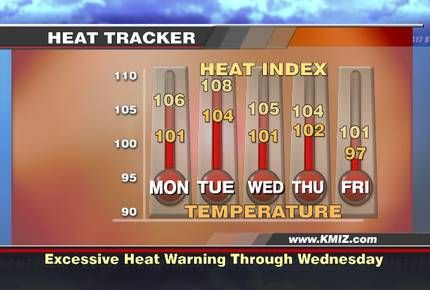 HEAT TRACKER
HEAT INDEX
110
105
100
95
90
106 108 105 104 101
101 104 101 102 97
MON TUE WED THU FRI
TEMPERATURE
www.KMIZ.com
Excessive Heat Warning Through Wednesday